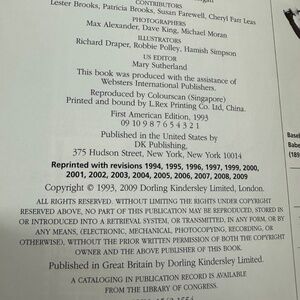 CONTRIBUTORS
Lester Brooks, Patricia Brooks, Susan Farewell, Cheryl Farr Leas
PHOTOGRAPHERS
Max Alexander, Dave King, Michael Moran
ILLUSTRATORS
Richard Draper, Robbie Polley, Hamish Simpson
US EDITOR
Mary Sutherland
This book was produced with the assistance of
Websters International Publishers.
Reproduced by Colourscan (Singapore)
Printed and bound by L.Rex Printing Co. Ltd, China.
First American Edition, 1993
09 10 9 8 7 6 5 4 3 2 1
Published in the United States by
DK Publishing,
375 Hudson Street, New York, New York 10014
Reprinted with revisions 1994, 1995, 1996, 1997, 1999, 2000,
2001, 2002, 2003, 2004, 2005, 2006, 2007, 2008, 2009
Copyright © 1993, 2009 Dorling Kindersley Limited, London.
ALL RIGHTS RESERVED. WITHOUT LIMITING THE RIGHTS UNDER COPYRIGHT
RESERVED ABOVE, NO PART OF THIS PUBLICATION MAY BE REPRODUCED, STORED IN
OR INTRODUCED INTO A RETRIEVAL SYSTEM, OR TRANSMITTED, IN ANY FORM, OR BY
ANY MEANS, (ELECTRONIC, MECHANICAL, PHOTOCOPYING, RECORDING, OR
OTHERWISE), WITHOUT THE PRIOR WRITTEN PERMISSION OF BOTH THE COPYRIGHT
OWNER AND THE ABOVE PUBLISHER OF THIS BOOK.
Published in Great Britain by Dorling Kindersley Limited.
A CATALOGING IN PUBLICATION RECORD IS AVAILABLE
FROM THE LIBRARY OF CONGRESS.
Baseb
Babe
(189